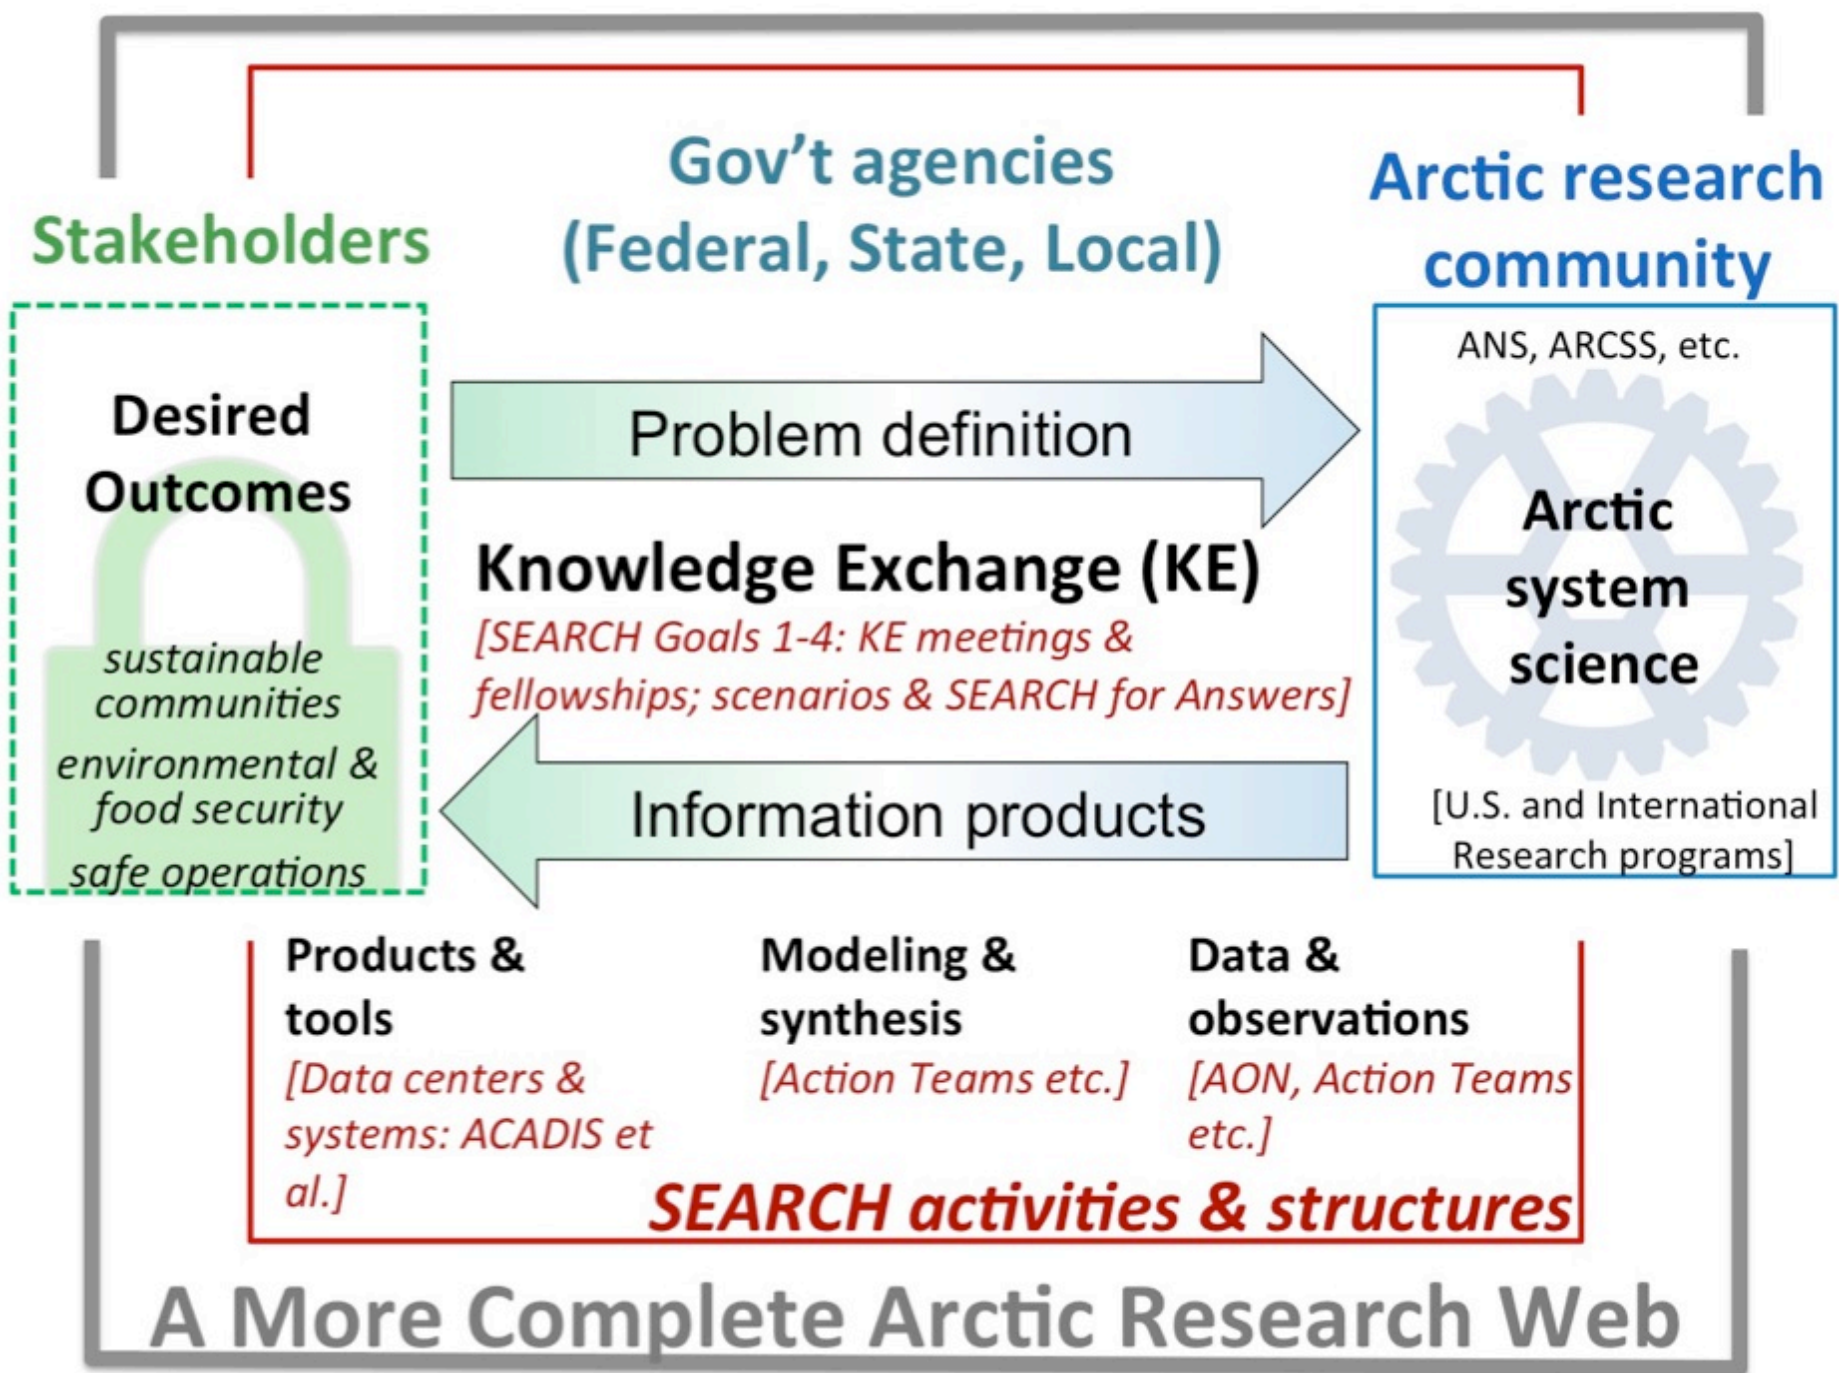 Gov't agencies
(Federal, State, Local)
Stakeholders
Desired
Outcomes
sustainable
communities
environmental &
food security
safe operations
Problem definition
Knowledge Exchange (KE)
[SEARCH Goals 1-4: KE meetings &
fellowships; scenarios & SEARCH for Answers]
Information products
Arctic research
community
ANS, ARCSS, etc.
Arctic
system
science
[U.S. and International
Research programs]
Products &
tools
[Data centers &
systems: ACADIS et
al.]
Modeling &
synthesis
[Action Teams etc.]
Data &
observations
[AON, Action Teams
etc.]
SEARCH activities & structures
A More Complete Arctic Research Web